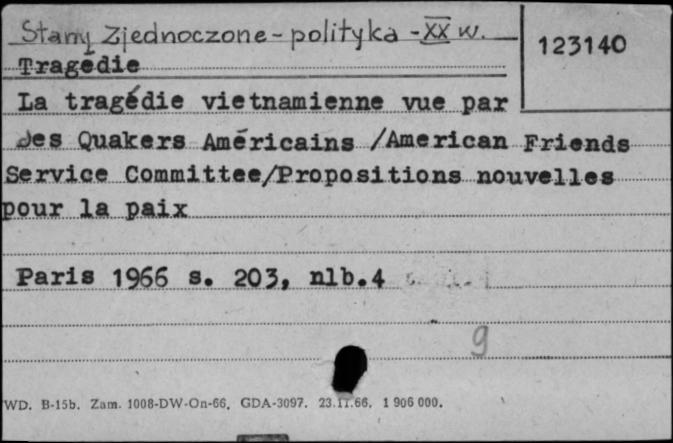 Stany Zjednoczone - polityka - XX w.
123140
Tragedie
La tragédie vietnamienne vue par
des Quakers Américains /American Friends
Service Committee/Propositions nouvelles
pour la paix
Paris 1966 s. 203, nlb.4
9
WD. B-15b. Zam. 1008-DW-On-66. GDA-3097. 23.11.66. 1 906 000.